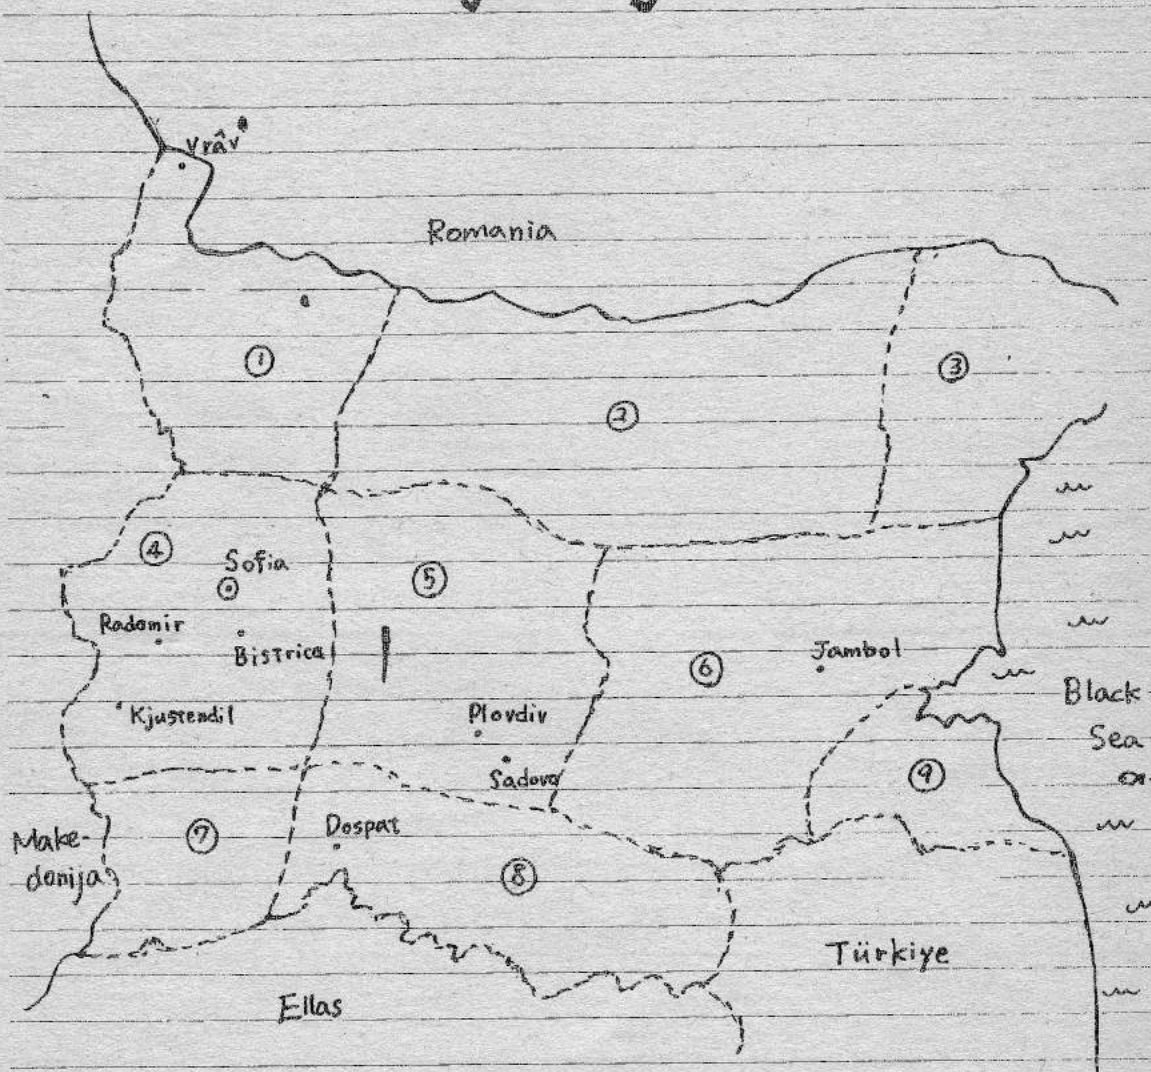 Vrâv
Romania
①
②
③
④
Sofia
⑤
Radomir
Bistrica
⑥
Jambol
Kjustendil
Plovdiv
Black
Sea
Sadovo
⑨
Make-
donija
⑦
Dospat
⑧
Türkiye
Ellas